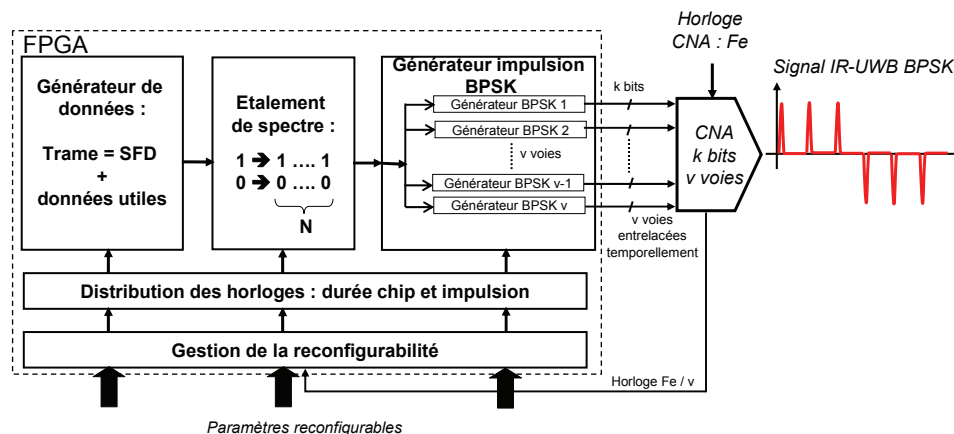 FPGA
Générateur de
données :
Trame = SFD
+
données utiles
Etalement
de spectre :
1 ➔ 1 .... 1
0 ➔ 0 .... 0
N
Générateur impulsion
BPSK
Générateur BPSK 1
Générateur BPSK 2
v voies
Générateur BPSK v-1
Générateur BPSK v
k bits
v voies
entrelacées
temporellement
Horloge
CNA : Fe
CNA
k bits
v voies
Signal IR-UWB BPSK
Distribution des horloges : durée chip et impulsion
Gestion de la reconfigurabilité
Horloge Fe / v
Paramètres reconfigurables